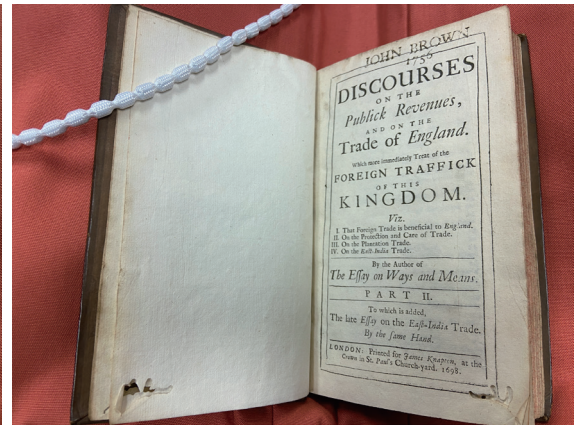 JOHN BROWN
1756
DISCOURSES
ON THE
Publick Revenues,
AND ON THE
Trade of England.
Which more immediately Treat of the
FOREIGN TRAFFICK
OF THIS
KINGDOM.
Viz.
I. That Foreign Trade is beneficial to England.
II. On the Protection and Care of Trade.
III. On the Plantation Trade.
IV. On the East-India Trade.
By the Author of
The Essay on Ways and Means.
PART II.
To which is added,
The late Essay on the East-India Trade.
By the same Hand.
LONDON: Printed for James Knapton, at the
Crown in St. Paul's Church-yard. 1698.